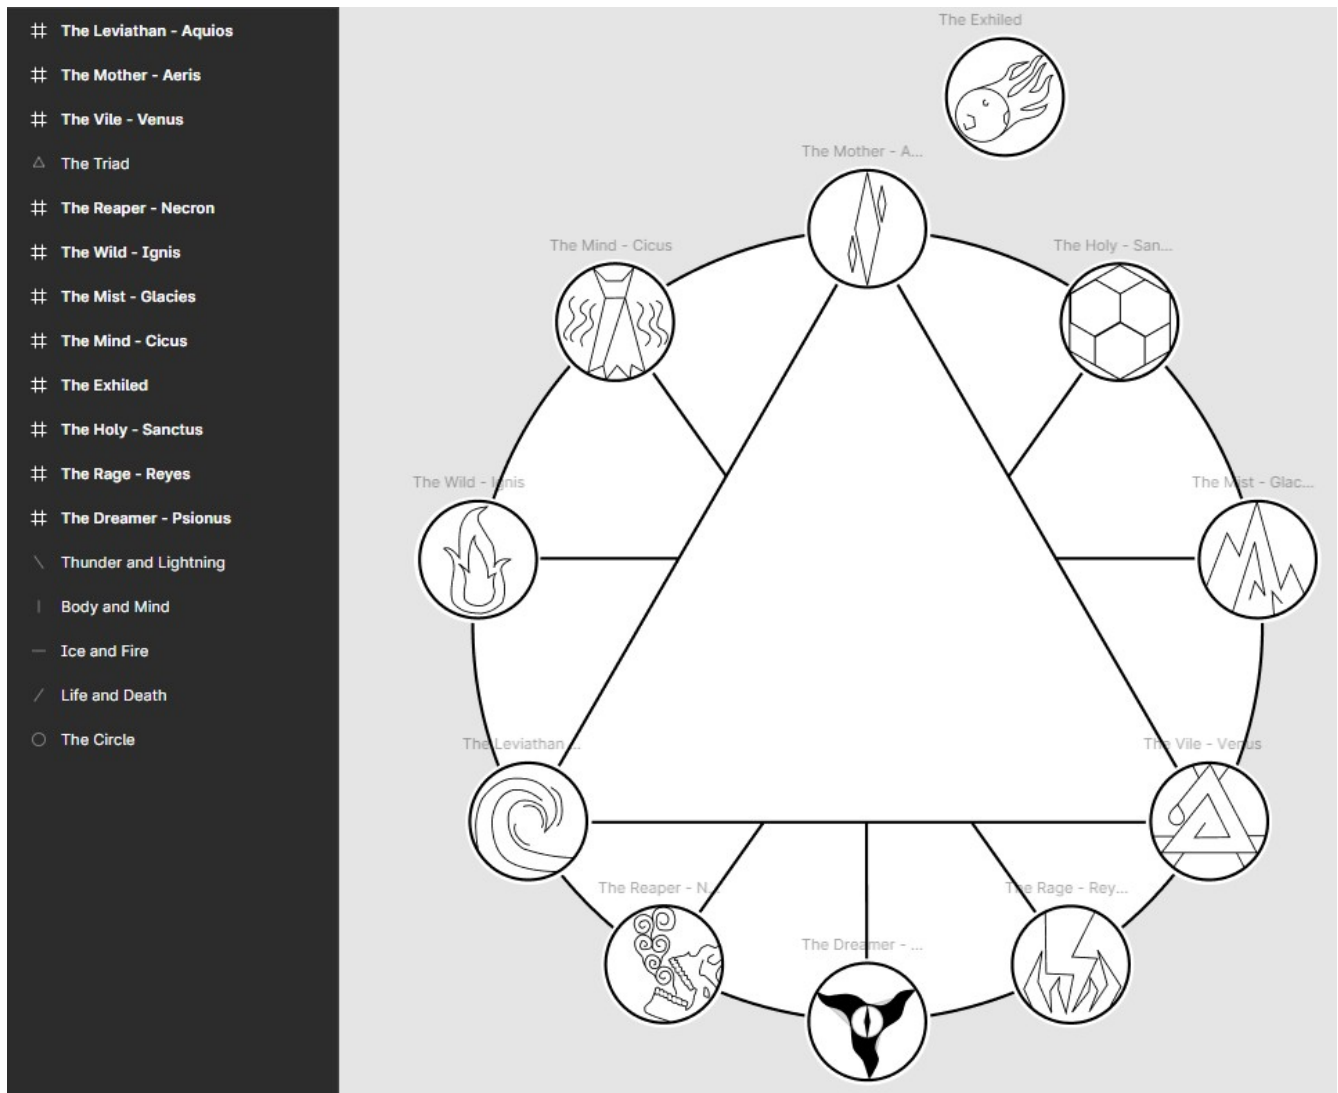 The Leviathan - Aquios
The Mother - Aeris
The Vile - Venus
The Triad
The Reaper - Necron
The Wild - Ignis
The Mist - Glacies
The Mind - Cicus
The Exhiled
The Holy - Sanctus
The Rage - Reyes
The Dreamer - Psionus
Thunder and Lightning
Body and Mind
Ice and Fire
Life and Death
The Circle
The Exhiled
The Mother - A...
The Mind - Cicus
The Holy - San...
The Wild - Ignis
The Mist - Glac...
The Leviathan ...
The Vile - Venus
The Reaper - N...
The Rage - Rey...
The Dreamer - ...